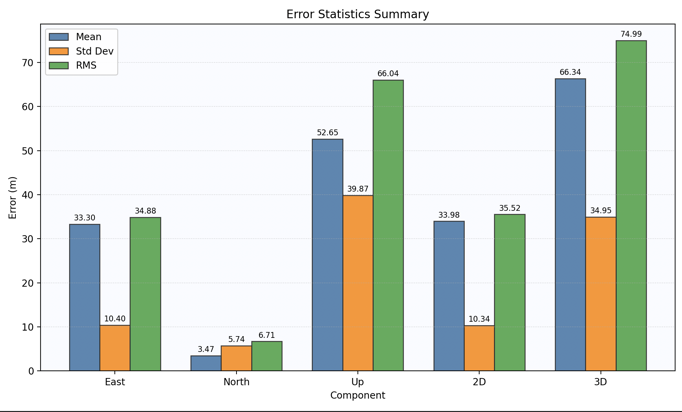 Error Statistics Summary
Mean
Std Dev
RMS
Error (m)
70
60
50
40
30
20
10
0
33.30
10.40
34.88
3.47
5.74
6.71
52.65
39.87
66.04
33.98
10.34
35.52
66.34
34.95
74.99
East
North
Up
2D
3D
Component